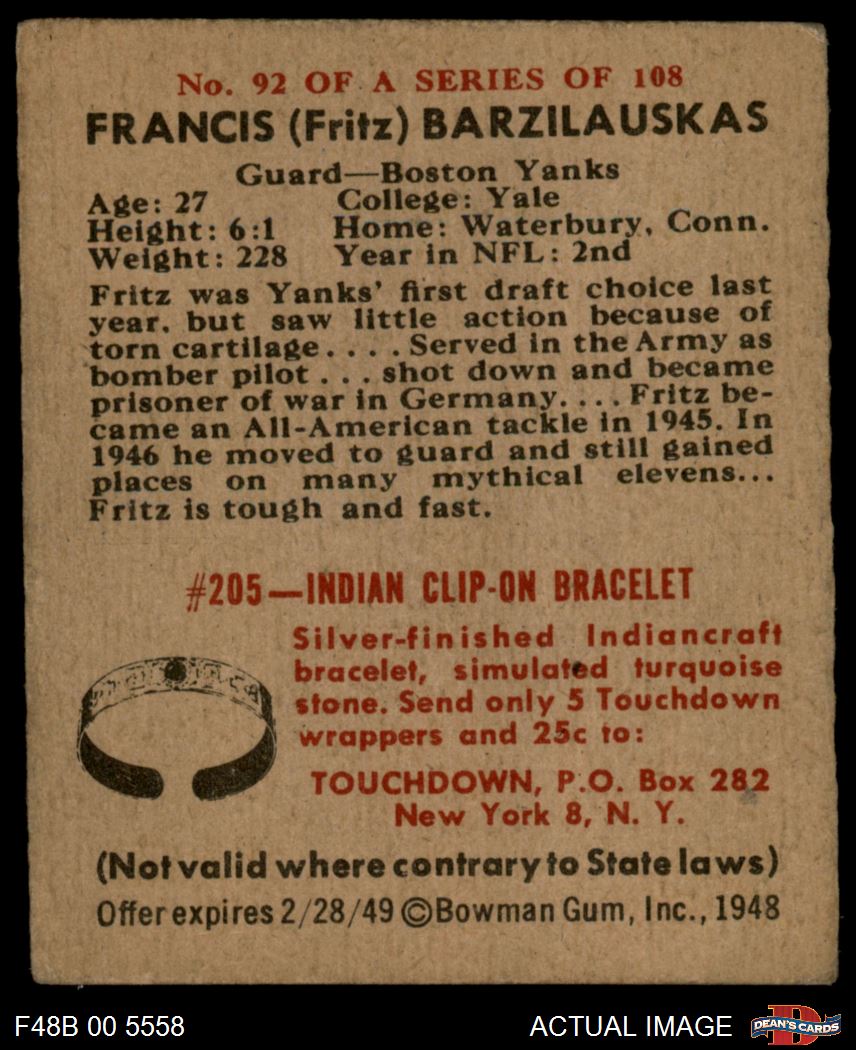 No. 92 OF A SERIES OF 108
FRANCIS (Fritz) BARZILAUSKAS
Guard—Boston Yanks
Age: 27 College: Yale
Height: 6:1 Home: Waterbury, Conn.
Weight: 228 Year in NFL: 2nd
Fritz was Yanks' first draft choice last
year, but saw little action because of
torn cartilage.... Served in the Army as
bomber pilot... shot down and became
prisoner of war in Germany.... Fritz be-
came an All-American tackle in 1945. In
1946 he moved to guard and still gained
places on many mythical elevens...
Fritz is tough and fast.
#205—INDIAN CLIP-ON BRACELET
Silver-finished Indiancraft
bracelet, simulated turquoise
stone. Send only 5 Touchdown
wrappers and 25c to:
TOUCHDOWN, P.O. Box 282
New York 8, N. Y.
(Not valid where contrary to State laws)
Offer expires 2/28/49 ©Bowman Gum, Inc., 1948
F48B 00 5558 ACTUAL IMAGE D DEAN'S CARDS